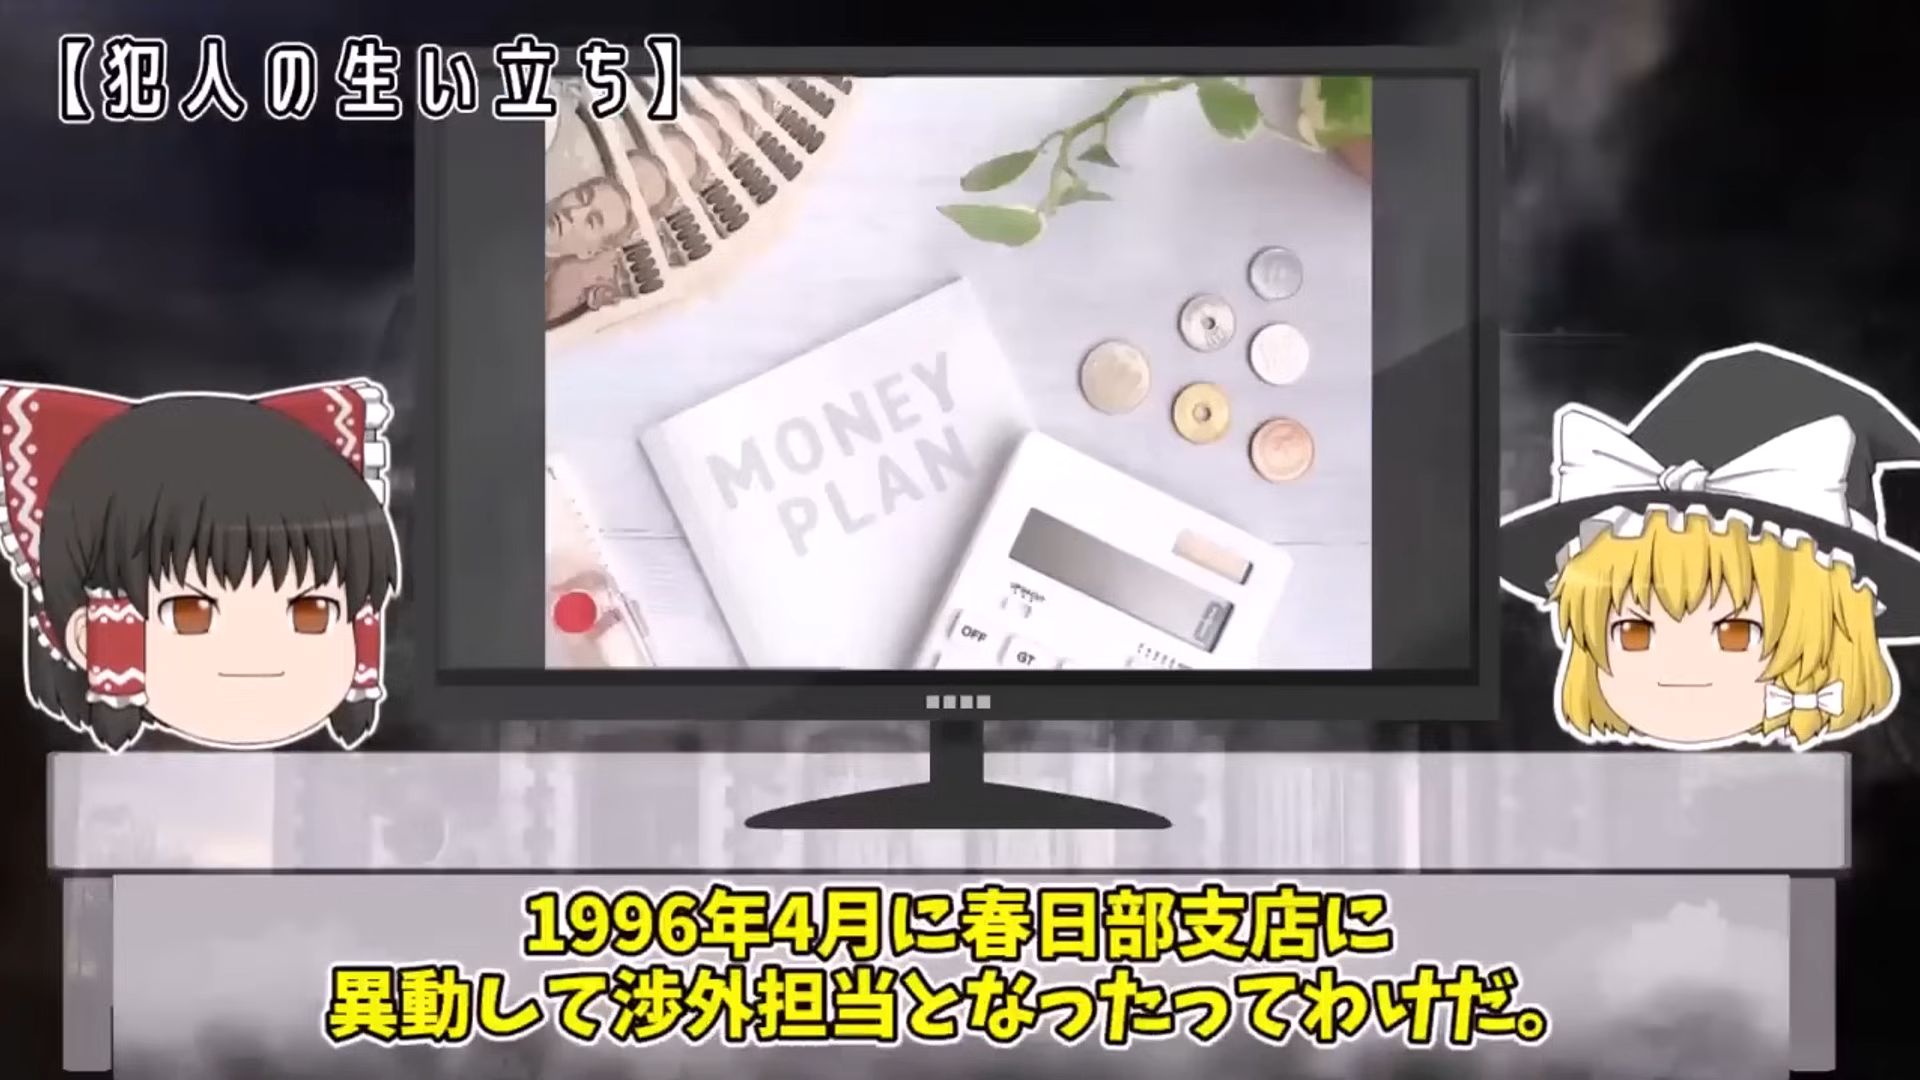 【犯人の生い立ち】
MONEY
PLAN
OFF
GT
1996年4月に春日部支店に
異動して渉外担当となったってわけだ。